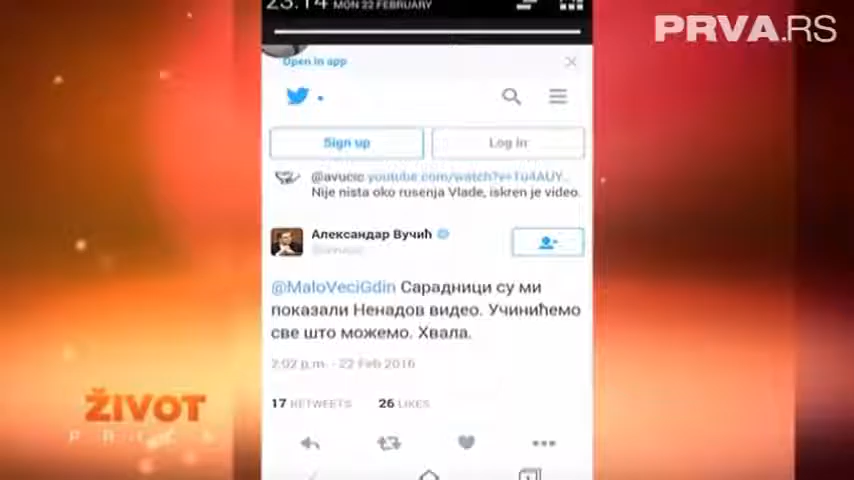 23:14 MON 22 FEBRUARY
PRVA.RS
Open in app
Sign up
Log in
@avucic youtube.com/watch?v=1u4AUY...
Nije nista oko rusenja Vlade, iskren je video.
Александар Вучић
@avucic
@MaloVeciGdin Сарадници су ми
показали Ненадов видео. Учинићемо
све што можемо. Хвала.
2:02 p.m. - 22 Feb 2016
17 RETWEETS 26 LIKES
ŽIVOT
PRIČA